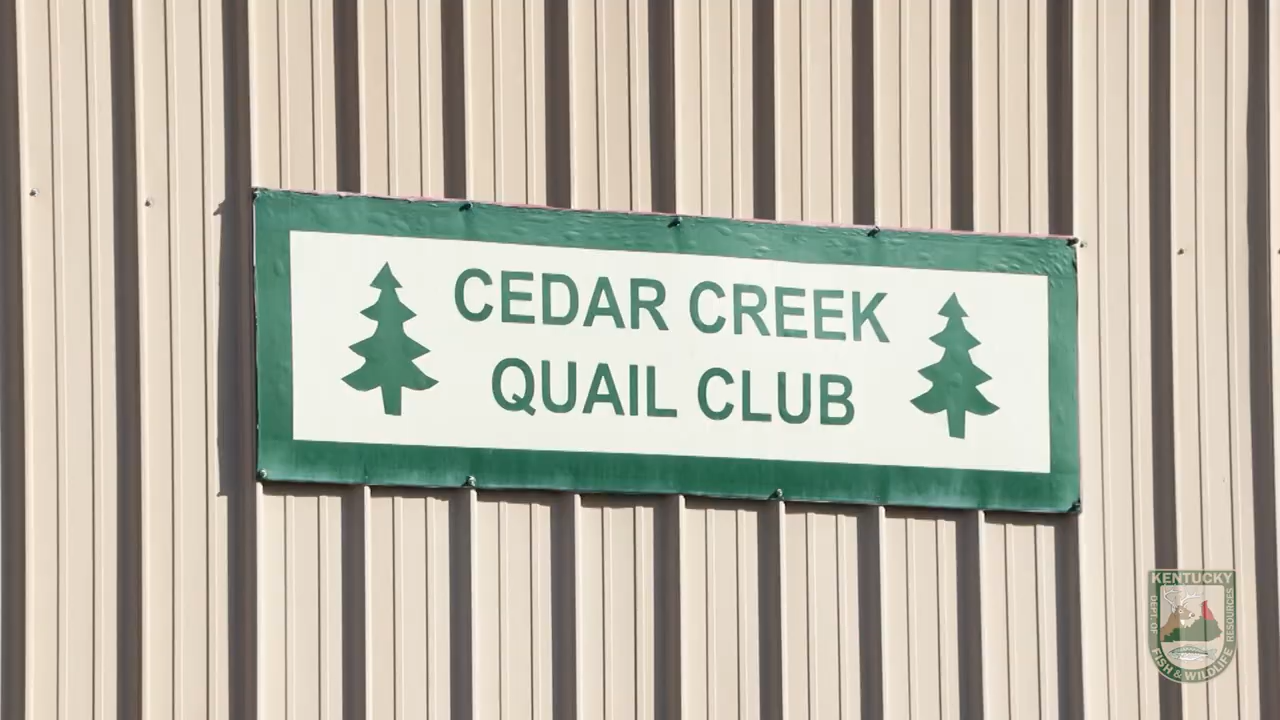 CEDAR CREEK
QUAIL CLUB
KENTUCKY
DEPT. OF
FISH & WILDLIFE
RESOURCES